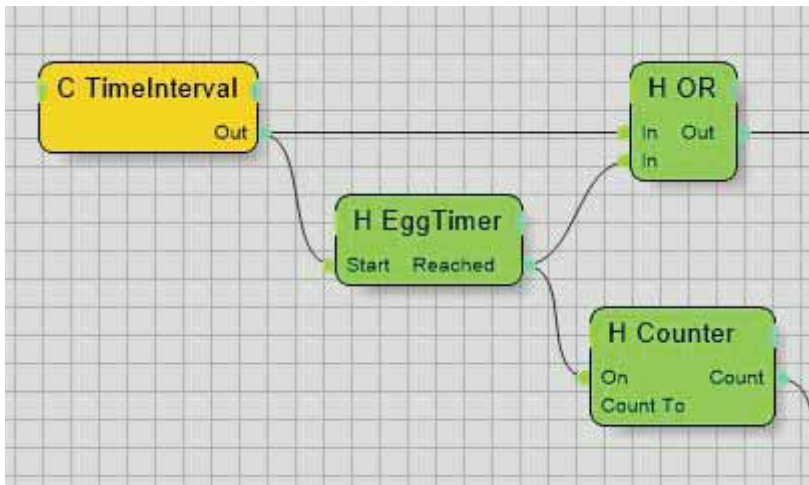 C TimeInterval
Out
H OR
In Out
In
H EggTimer
Start Reached
H Counter
On Count
Count To